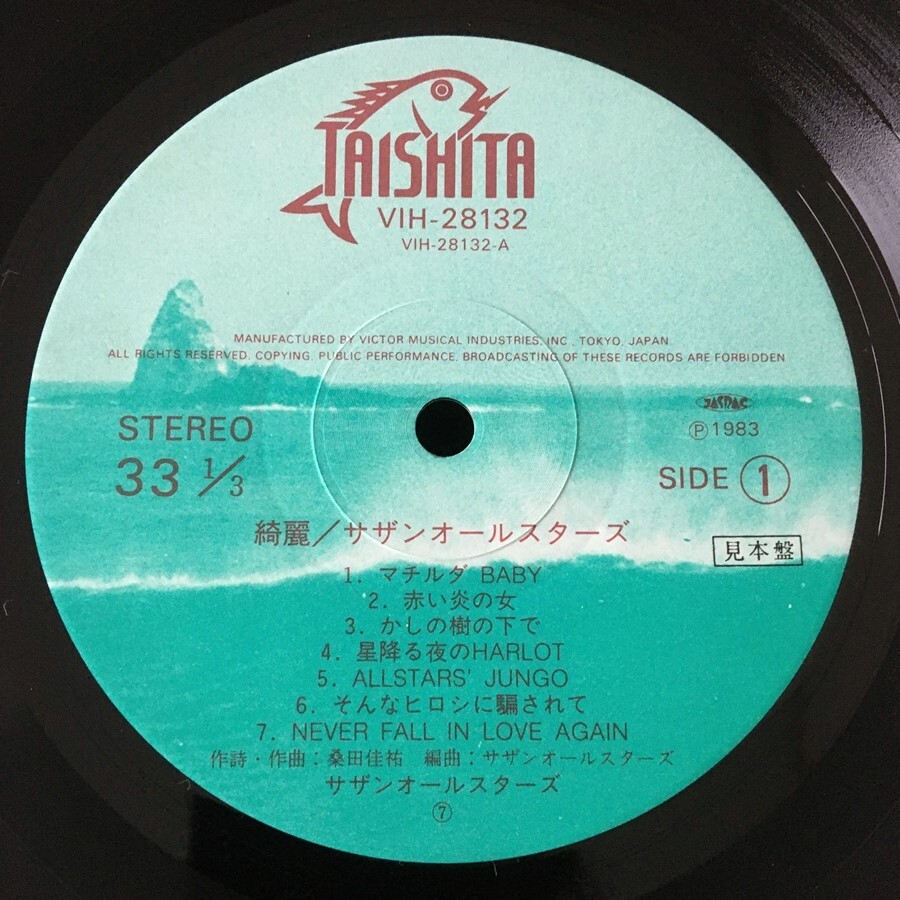 TAISHITA
VIH-28132
VIH-28132-A
MANUFACTURED BY VICTOR MUSICAL INDUSTRIES, INC., TOKYO, JAPAN.
ALL RIGHTS RESERVED. COPYING. PUBLIC PERFORMANCE. BROADCASTING OF THESE RECORDS ARE FORBIDDEN
STEREO
33 1/3
JASRAC
Ⓟ1983
SIDE ①
綺麗／サザンオールスターズ
見本盤
1. マチルダ BABY
2. 赤い炎の女
3. かしの樹の下で
4. 星降る夜のHARLOT
5. ALLSTARS' JUNGO
6. そんなヒロシに騙されて
7. NEVER FALL IN LOVE AGAIN
作詩・作曲：桑田佳祐 編曲：サザンオールスターズ
サザンオールスターズ
⑦